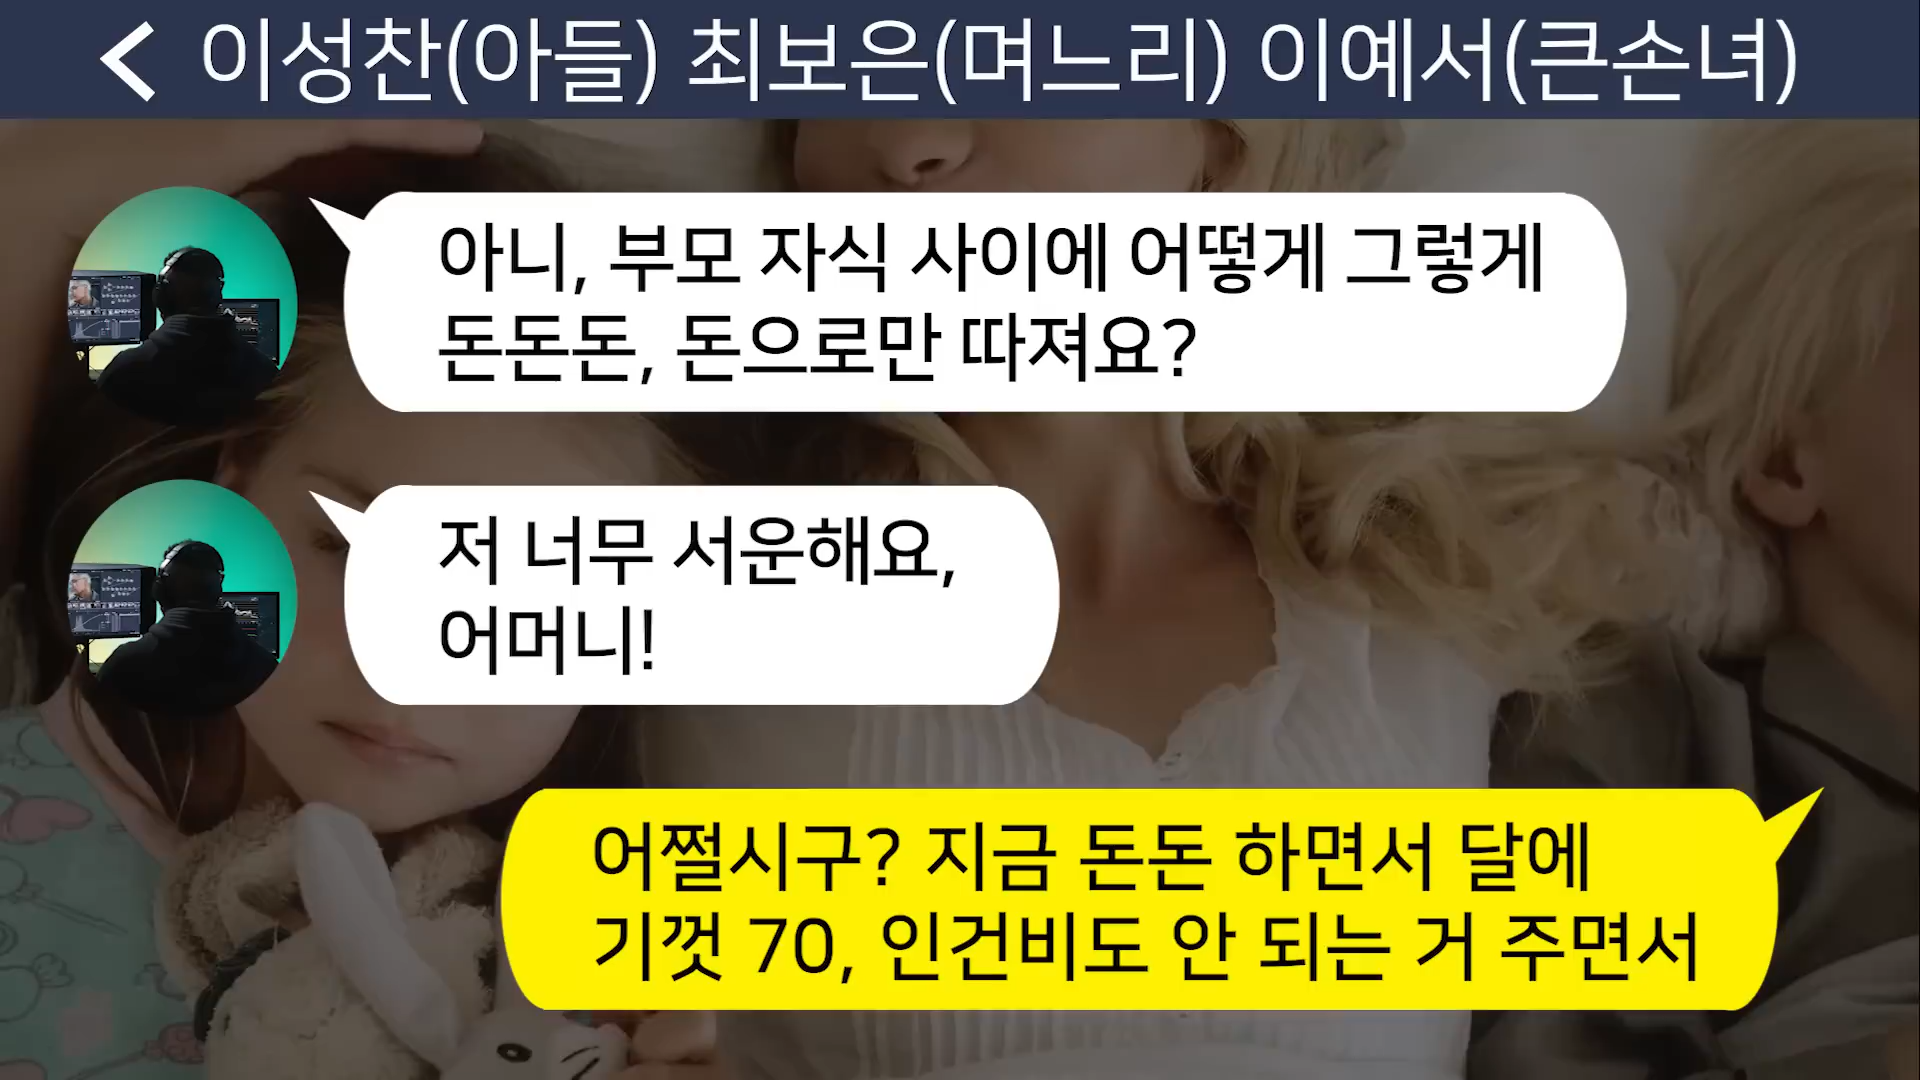 이성찬(아들) 최보은(며느리) 이예서(큰손녀)
아니, 부모 자식 사이에 어떻게 그렇게
돈돈돈, 돈으로만 따져요?
저 너무 서운해요,
어머니!
어쩔시구? 지금 돈돈 하면서 달에
기껏 70, 인건비도 안 되는 거 주면서